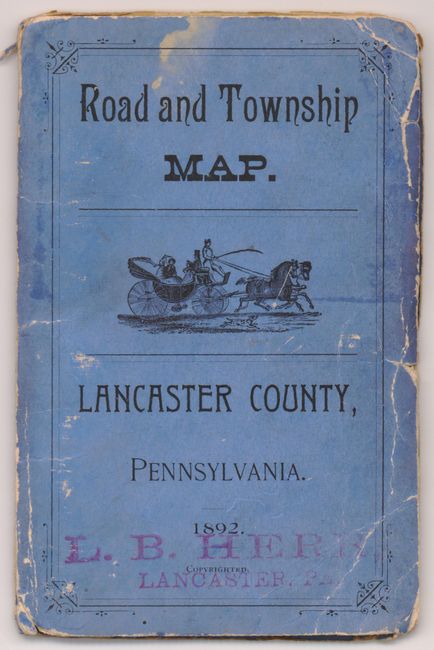 Road and Township
MAP.
LANCASTER COUNTY,
PENNSYLVANIA.
1892.
L. B. HERR,
COPYRIGHTED.
LANCASTER, PA.